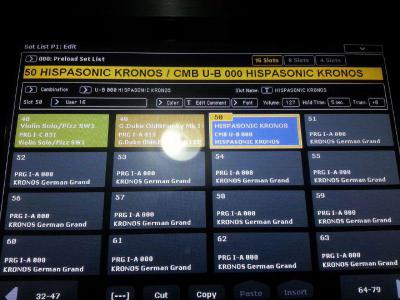 Set List P1: Edit
000: Preload Set List
16 Slots 8 Slots 4 Slots
50 HISPASONIC KRONOS / CMB U-B 000 HISPASONIC KRONOS
Combination U-B 000 HISPASONIC KRONOS Slot Name: T HISPASONIC KRONOS
Slot 50 User 16 Color T Edit Comment Font Volume: 127 Hold Time: 5 sec. Trans: +0
48 50 51
Violin Solo/Pizz SW1 G.Duke Old&Funky Mk I HISPASONIC KRONOS PRG I-A 000
PRG I-C 031 CMB U-B 000 KRONOS German Grand
Violin Solo/Pizz SW1 HISPASONIC KRONOS
52 53 54 55
PRG I-A 000 PRG I-A 000 PRG I-A 000 PRG I-A 000
KRONOS German Grand KRONOS German Grand KRONOS German Grand KRONOS German Grand
56 57 58 59
PRG I-A 000 PRG I-A 000 PRG I-A 000 PRG I-A 000
KRONOS German Grand KRONOS German Grand KRONOS German Grand KRONOS German Grand
60 61 62 63
PRG I-A 000 PRG I-A 000 PRG I-A 000 PRG I-A 000
KRONOS German Grand KRONOS German Grand KRONOS German Grand KRONOS German Grand
32-47 [---] Cut Copy Paste Insert 64-79